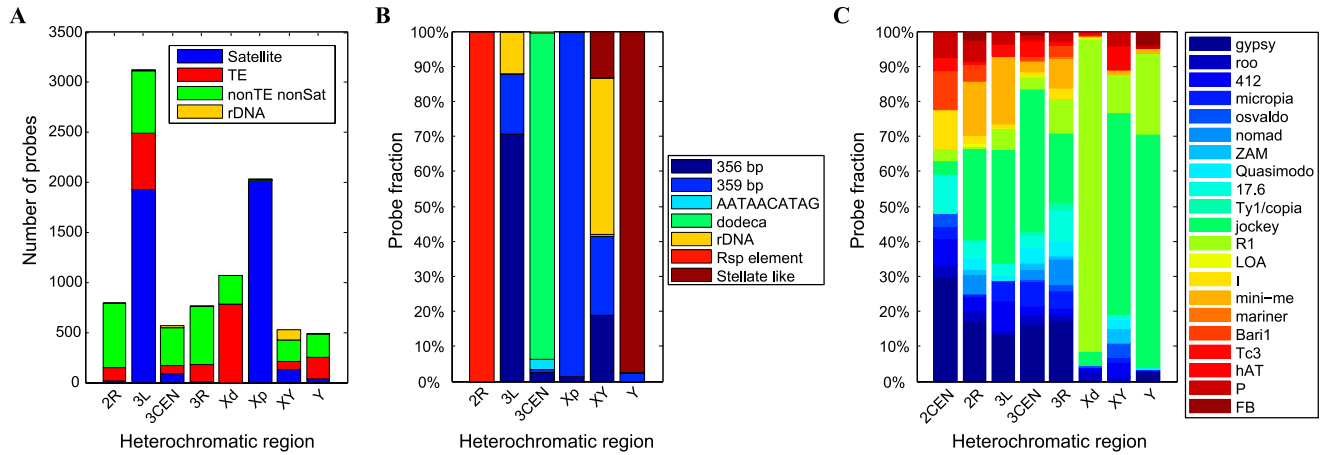 A
3500
3000
2500
2000
1500
1000
500
0
Number of probes
Satellite
TE
nonTE nonSat
rDNA
2R
3L
3CEN
3R
Xd
Xp
XY
Y
Heterochromatic region
B
100%
90%
80%
70%
60%
50%
40%
30%
20%
10%
0%
Probe fraction
2R
3L
3CEN
Xp
XY
Y
Heterochromatic region
356 bp
359 bp
AATAACATAG
dodeca
rDNA
Rsp element
Stellate like
C
100%
90%
80%
70%
60%
50%
40%
30%
20%
10%
0%
Probe fraction
2CEN
2R
3L
3CEN
3R
Xd
XY
Y
Heterochromatic region
gypsy
roo
412
micropia
osvaldo
nomad
ZAM
Quasimodo
17.6
Ty1/copia
jockey
R1
LOA
I
mini−me
mariner
Bari1
Tc3
hAT
P
FB